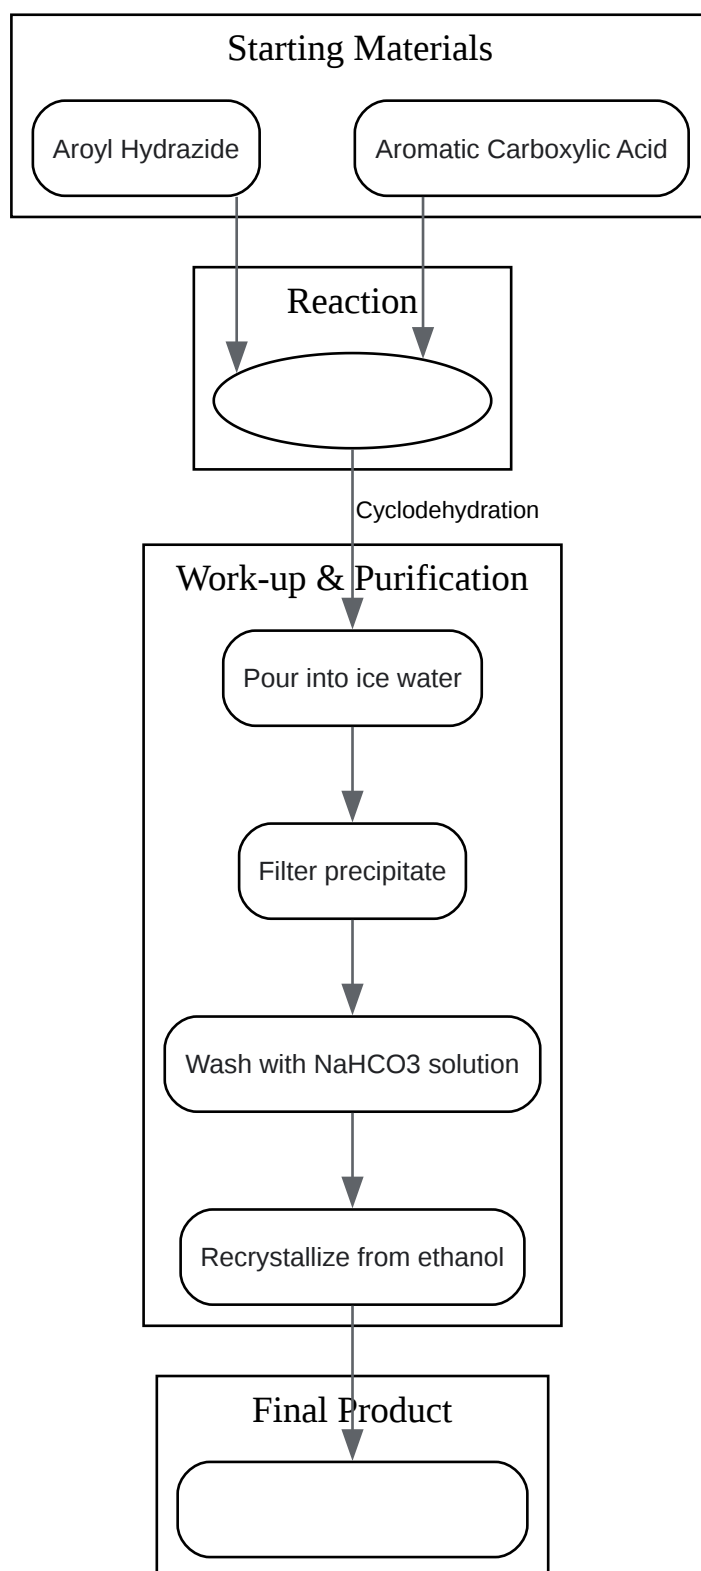 Starting Materials
Aroyl Hydrazide
Aromatic Carboxylic Acid
Reaction
Cyclodehydration
Work-up & Purification
Pour into ice water
Filter precipitate
Wash with NaHCO3 solution
Recrystallize from ethanol
Final Product